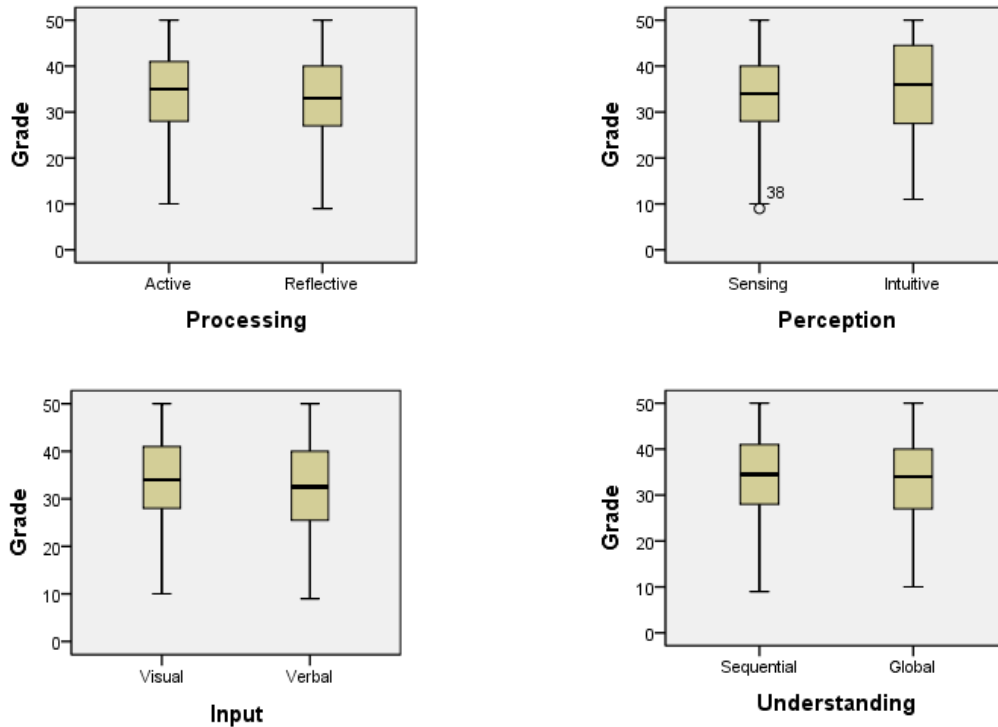 50
40
30
20
10
0
Grade
Active Reflective
Processing
50
40
30
20
10
0
Grade
38
Sensing Intuitive
Perception
50
40
30
20
10
0
Grade
Visual Verbal
Input
50
40
30
20
10
0
Grade
Sequential Global
Understanding